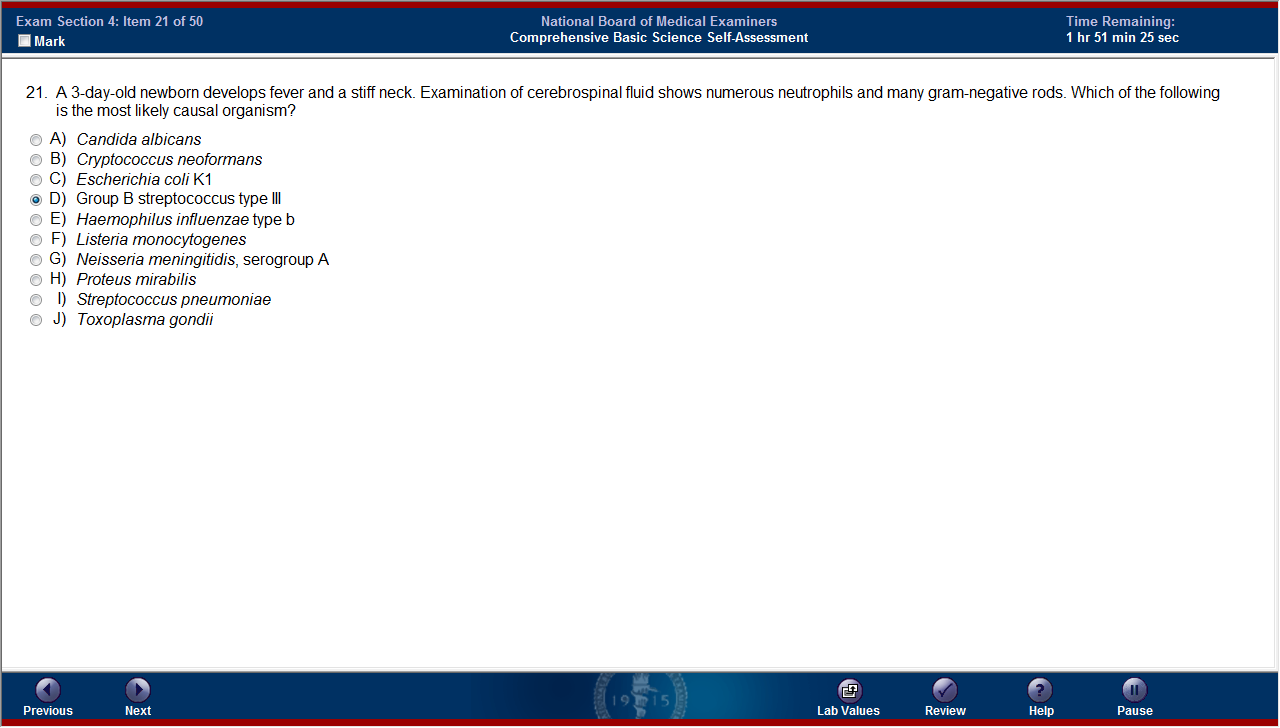 Exam Section 4: Item 21 of 50
National Board of Medical Examiners
Time Remaining:
Mark
Comprehensive Basic Science Self-Assessment
1 hr 51 min 25 sec
21. A 3-day-old newborn develops fever and a stiff neck. Examination of cerebrospinal fluid shows numerous neutrophils and many gram-negative rods. Which of the following
is the most likely causal organism?
A) Candida albicans
B) Cryptococcus neoformans
C) Escherichia coli K1
D) Group B streptococcus type III
E) Haemophilus influenzae type b
F) Listeria monocytogenes
G) Neisseria meningitidis, serogroup A
H) Proteus mirabilis
I) Streptococcus pneumoniae
J) Toxoplasma gondii
1915
Previous
Next
Lab Values
Review
Help
Pause